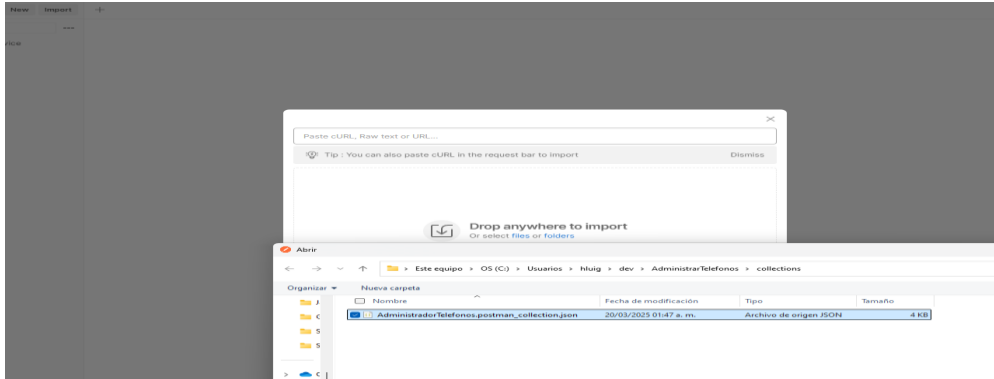 New Import
Paste cURL, Raw text or URL...
Tip : You can also paste cURL in the request bar to import Dismiss
Drop anywhere to import
Or select files or folders
Abrir
Este equipo > OS (C:) > Usuarios > hluig > dev > AdministrarTelefonos > collections
Organizar Nueva carpeta
Nombre Fecha de modificación Tipo Tamaño
AdministradorTelefonos.postman_collection.json 20/03/2025 01:47 a. m. Archivo de origen JSON 4 KB
J
C
S
S